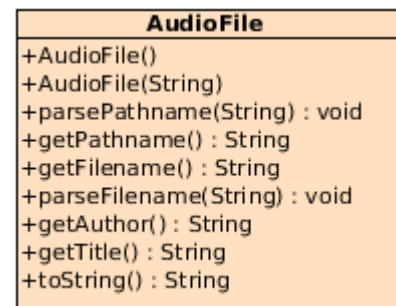 AudioFile
+AudioFile()
+AudioFile(String)
+parsePathname(String) : void
+getPathname() : String
+getFilename() : String
+parseFilename(String) : void
+getAuthor() : String
+getTitle() : String
+toString() : String